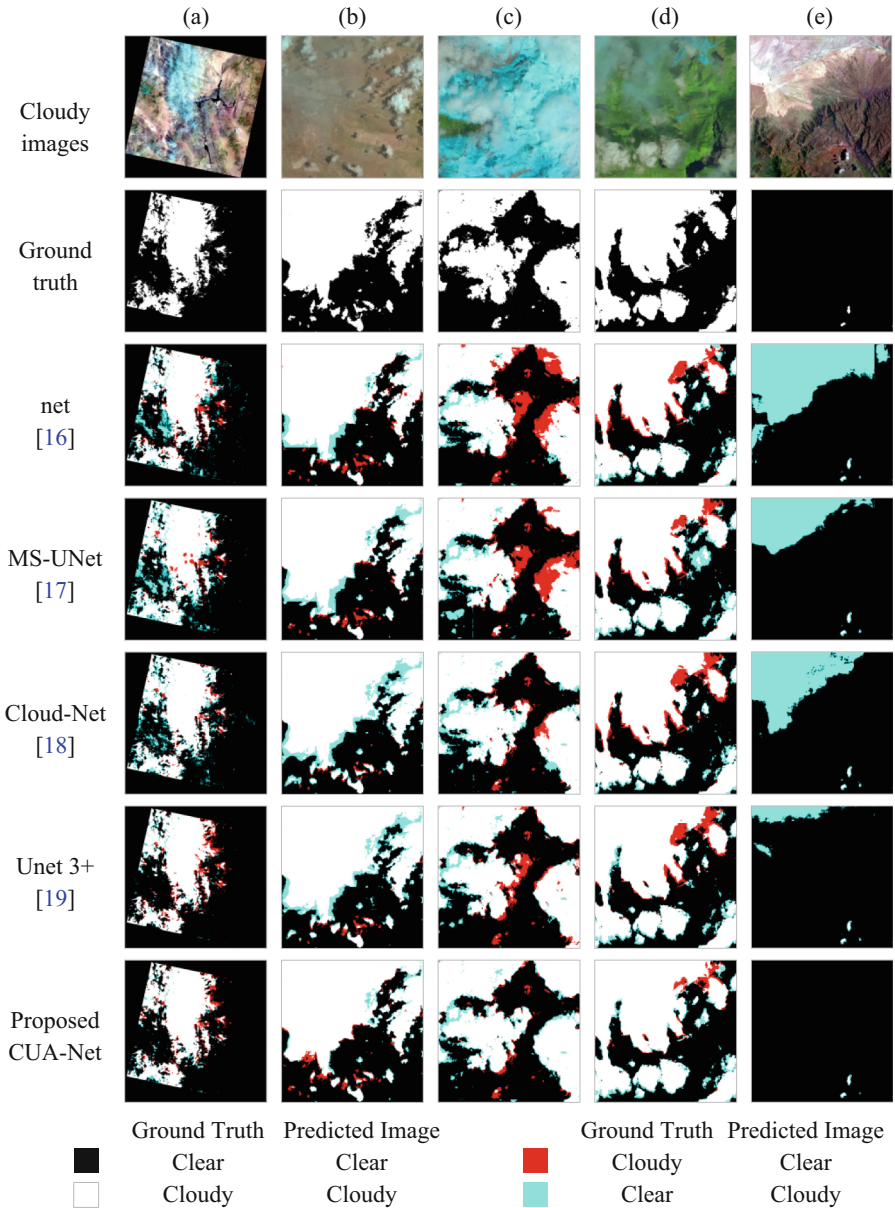 (a) (b) (c) (d) (e)
Cloudy
images
Ground
truth
net
[16]
MS-UNet
[17]
Cloud-Net
[18]
Unet 3+
[19]
Proposed
CUA-Net
Ground Truth Predicted Image Ground Truth Predicted Image
Clear Clear Cloudy Clear
Cloudy Cloudy Clear Cloudy